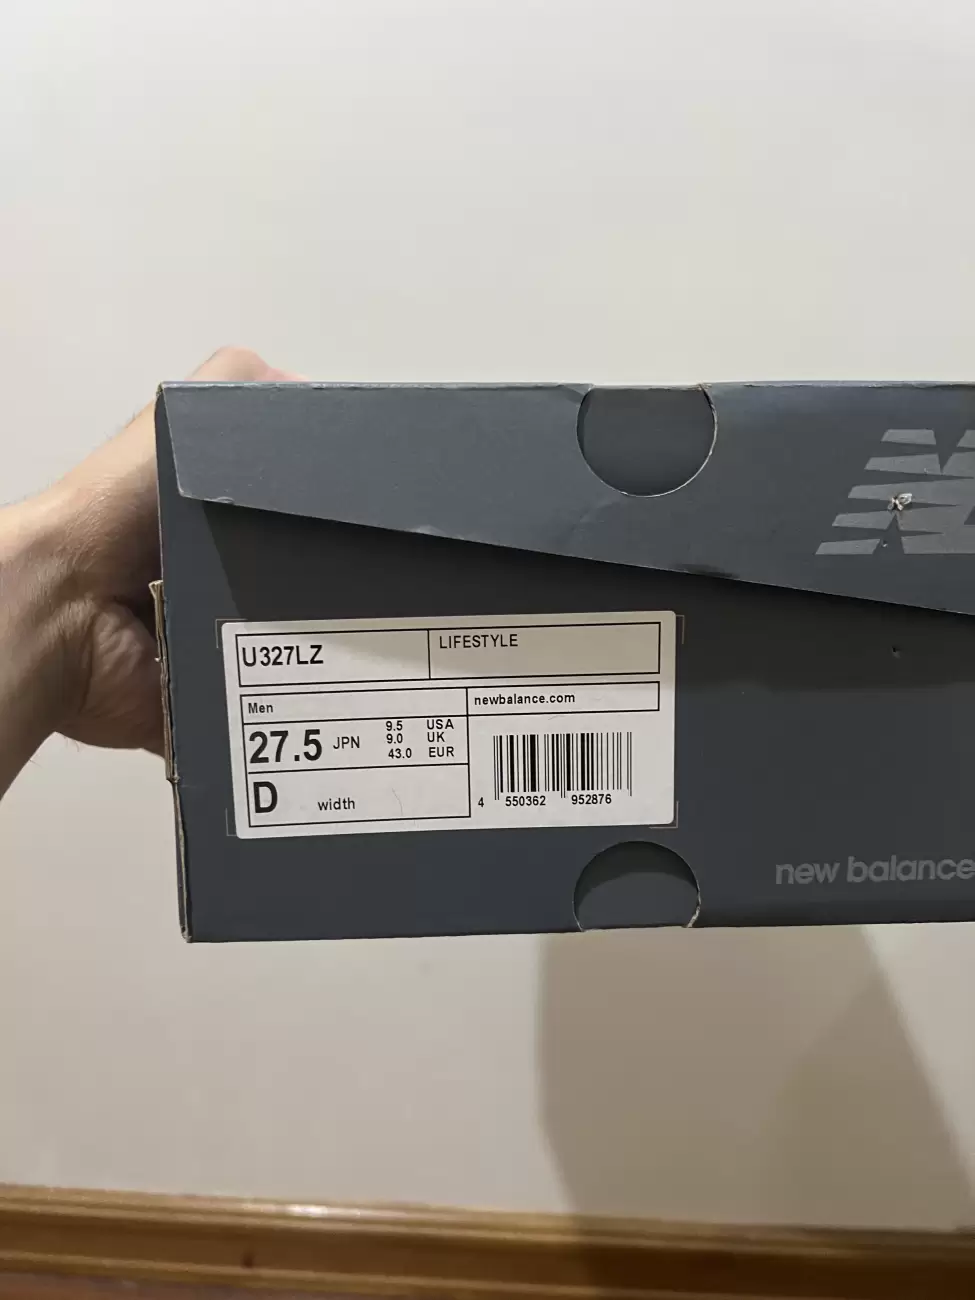 U327LZ
LIFESTYLE
Men
newbalance.com
27.5 JPN
9.5 USA
9.0 UK
43.0 EUR
D width
4 550362 952876
new balance